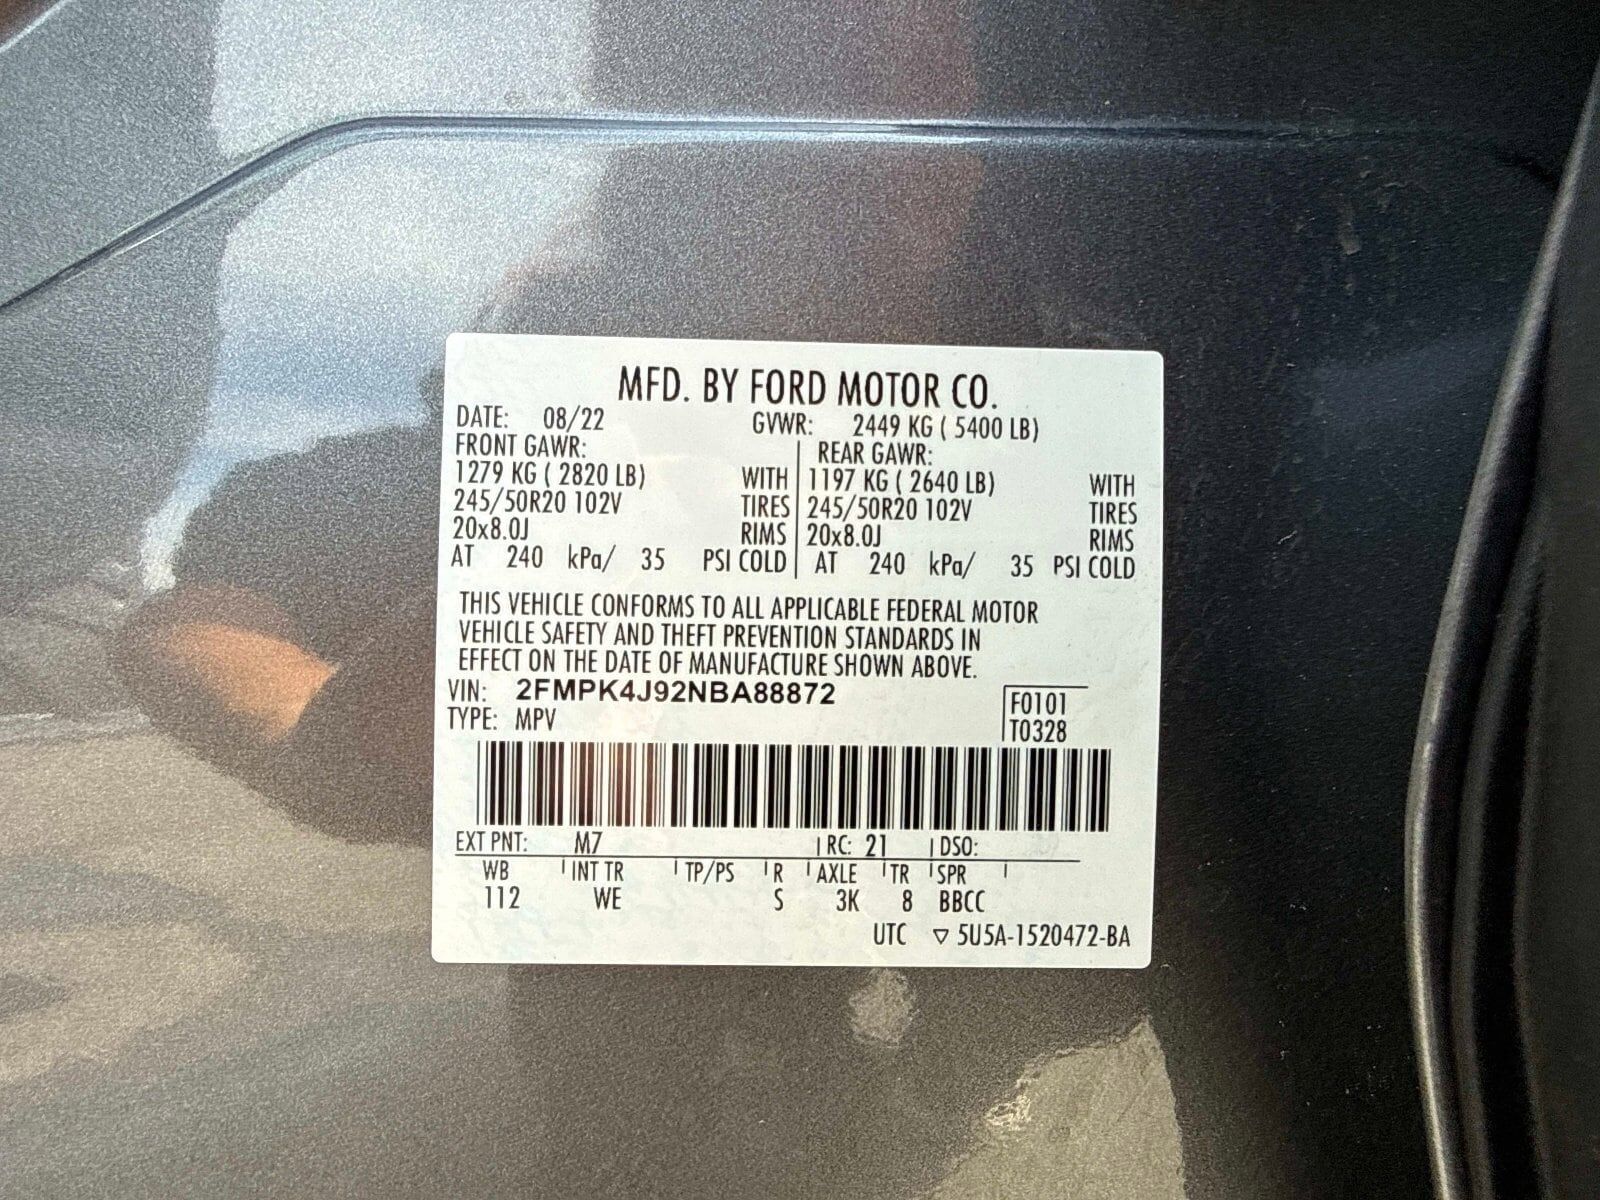 MFD. BY FORD MOTOR CO.
DATE: 08/22 GVWR: 2449 KG ( 5400 LB)
FRONT GAWR: REAR GAWR:
1279 KG ( 2820 LB) WITH 1197 KG ( 2640 LB) WITH
245/50R20 102V TIRES 245/50R20 102V TIRES
20x8.0J RIMS 20x8.0J RIMS
AT 240 kPa/ 35 PSI COLD AT 240 kPa/ 35 PSI COLD
THIS VEHICLE CONFORMS TO ALL APPLICABLE FEDERAL MOTOR
VEHICLE SAFETY AND THEFT PREVENTION STANDARDS IN
EFFECT ON THE DATE OF MANUFACTURE SHOWN ABOVE.
VIN: 2FMPK4J92NBA88872 F0101
TYPE: MPV T0328
EXT PNT: M7 RC: 21 DSO:
WB INT TR TP/PS R AXLE TR SPR
112 WE S 3K 8 BBCC
UTC ▽ 5U5A-1520472-BA